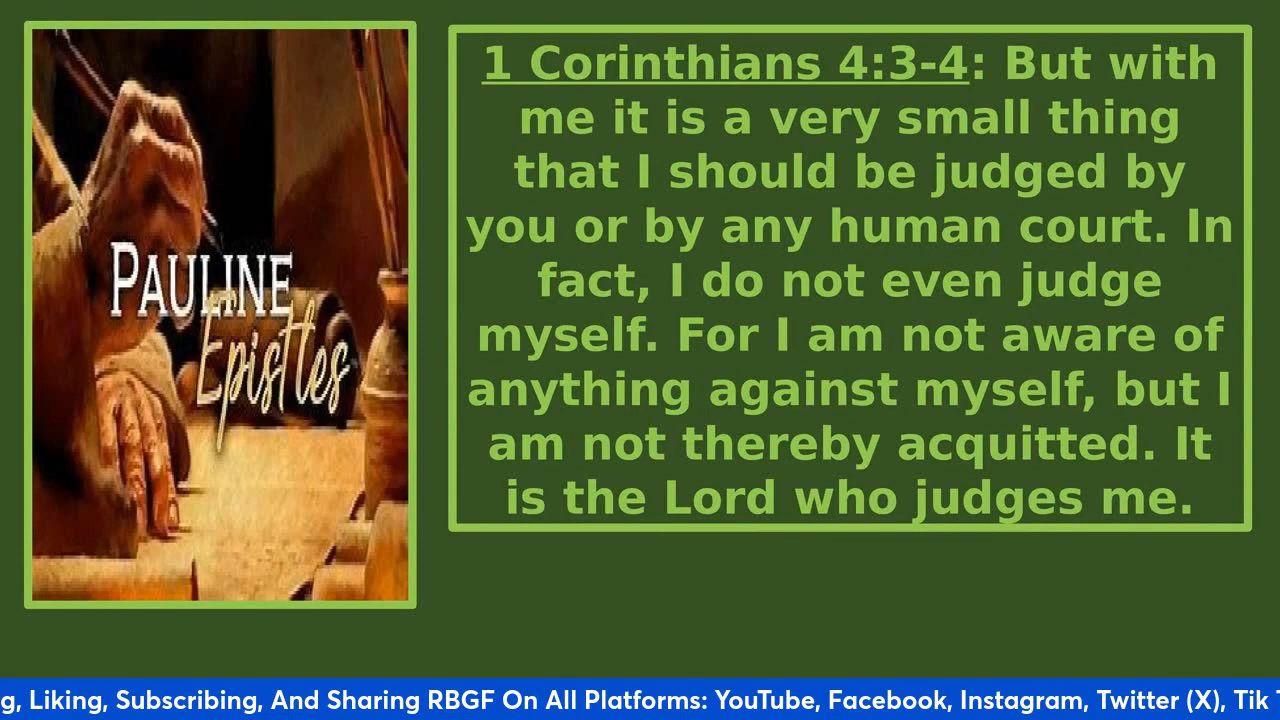 PAULINE
Epistles
1 Corinthians 4:3-4: But with
me it is a very small thing
that I should be judged by
you or by any human court. In
fact, I do not even judge
myself. For I am not aware of
anything against myself, but I
am not thereby acquitted. It
is the Lord who judges me.
g, Liking, Subscribing, And Sharing RBGF On All Platforms: YouTube, Facebook, Instagram, Twitter (X), Tik